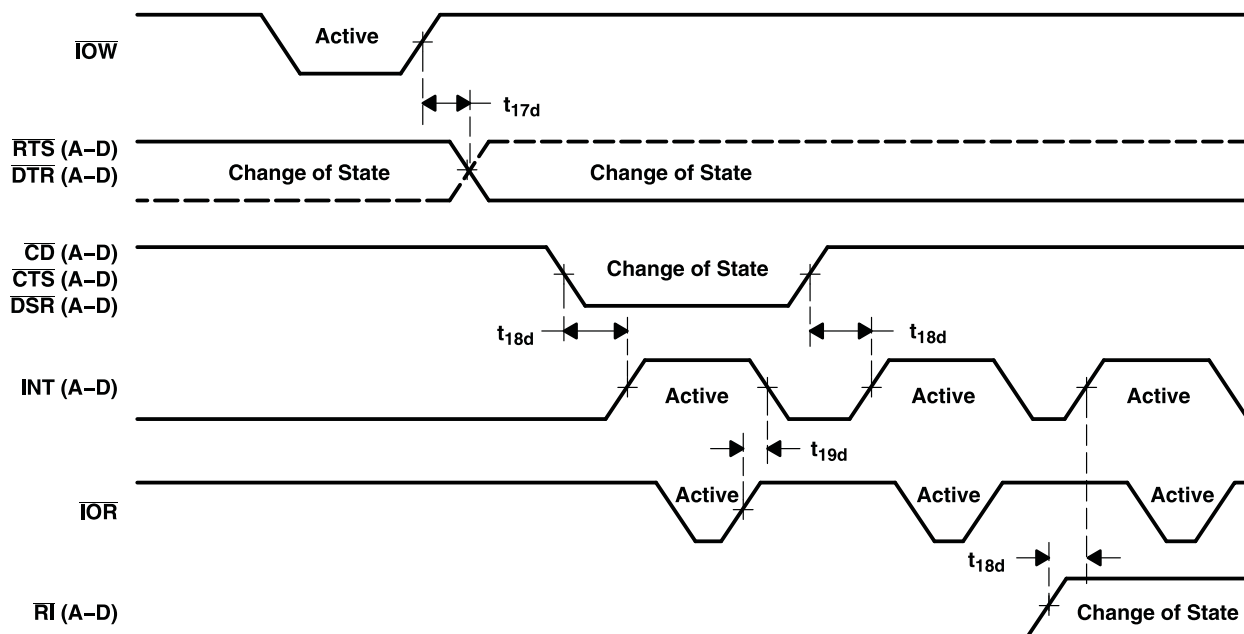 IOW
Active
t17d
RTS (A–D)
DTR (A–D)
Change of State
Change of State
CD (A–D)
CTS (A–D)
DSR (A–D)
Change of State
t18d
t18d
INT (A–D)
Active
Active
Active
t19d
IOR
Active
Active
Active
t18d
RI (A–D)
Change of State